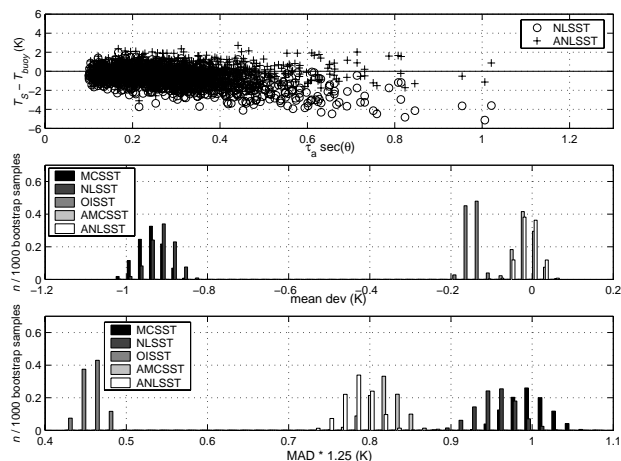 6
4
2
0
−2
−4
−6
T_S − T_buoy (K)
NLSST
ANLSST
0 0.2 0.4 0.6 0.8 1 1.2
τ_a sec(θ)
0.6
0.4
0.2
0
n / 1000 bootstrap samples
MCSST
NLSST
OISST
AMCSST
ANLSST
−1.2 −1 −0.8 −0.6 −0.4 −0.2 0 0.2
mean dev (K)
0.6
0.4
0.2
0
n / 1000 bootstrap samples
MCSST
NLSST
OISST
AMCSST
ANLSST
0.4 0.5 0.6 0.7 0.8 0.9 1 1.1
MAD * 1.25 (K)